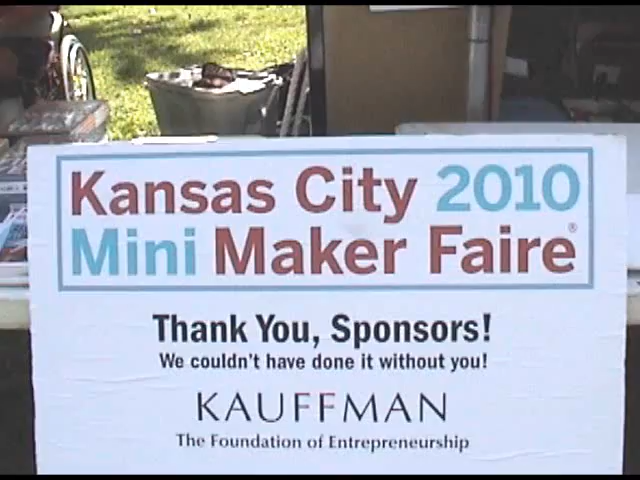 Kansas City 2010
Mini Maker Faire®
Thank You, Sponsors!
We couldn't have done it without you!
KAUFFMAN
The Foundation of Entrepreneurship